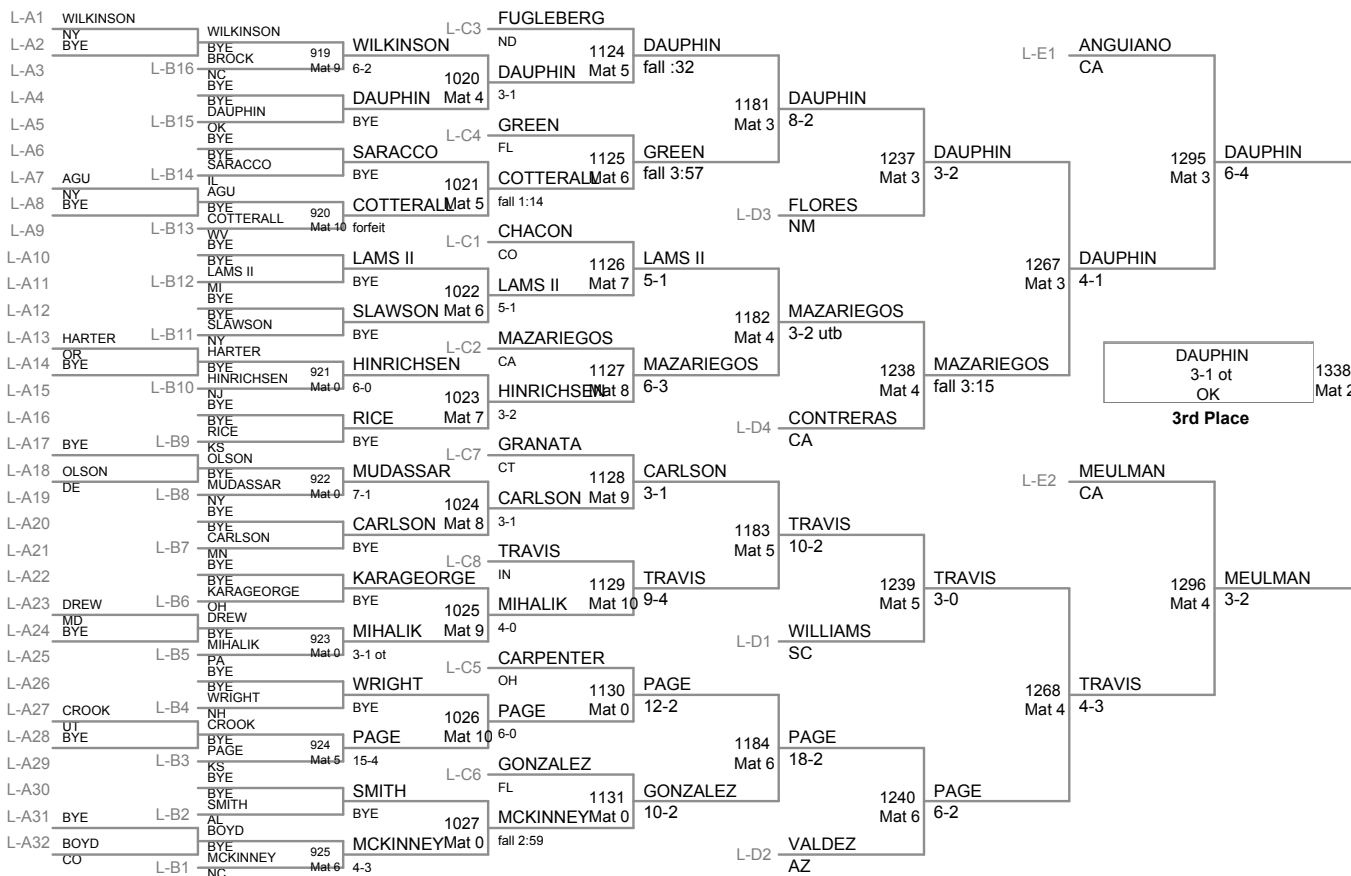 L-A1
L-A2
L-A3
L-A4
L-A5
L-A6
L-A7
L-A8
L-A9
L-A10
L-A11
L-A12
L-A13
L-A14
L-A15
L-A16
L-A17
L-A18
L-A19
L-A20
L-A21
L-A22
L-A23
L-A24
L-A25
L-A26
L-A27
L-A28
L-A29
L-A30
L-A31
L-A32
WILKINSON
NY
BYE
AGU
NY
BYE
HARTER
OR
BYE
BYE
OLSON
DE
DREW
MD
BYE
CROOK
UT
BYE
BYE
BOYD
CO
L-B16
L-B15
L-B14
L-B13
L-B12
L-B11
L-B10
L-B9
L-B8
L-B7
L-B6
L-B5
L-B4
L-B3
L-B2
L-B1
WILKINSON
BYE
BROCK
NC
BYE
BYE
DAUPHIN
OK
BYE
BYE
SARACCO
IL
AGU
BYE
COTTERALL
WV
BYE
BYE
LAMS II
MI
BYE
BYE
SLAWSON
NY
HARTER
BYE
HINRICHSEN
NJ
BYE
BYE
RICE
KS
OLSON
BYE
MUDASSAR
NY
BYE
BYE
CARLSON
MN
BYE
BYE
KARAGEORGE
OH
DREW
BYE
MIHALIK
PA
BYE
BYE
WRIGHT
NH
CROOK
BYE
PAGE
KS
BYE
BYE
SMITH
AL
BOYD
BYE
MCKINNEY
NC
919
Mat 9
920
Mat 10
921
Mat 0
922
Mat 0
923
Mat 0
924
Mat 5
925
Mat 6
WILKINSON
6-2
DAUPHIN
BYE
SARACCO
BYE
COTTERALL
forfeit
LAMS II
BYE
SLAWSON
BYE
HINRICHSEN
6-0
RICE
BYE
MUDASSAR
7-1
CARLSON
BYE
KARAGEORGE
BYE
MIHALIK
3-1 ot
WRIGHT
BYE
PAGE
15-4
SMITH
BYE
MCKINNEY
4-3
1020
Mat 4
1021
Mat 5
1022
Mat 6
1023
Mat 7
1024
Mat 8
1025
Mat 9
1026
Mat 10
1027
Mat 0
L-C3
FUGLEBERG
ND
DAUPHIN
3-1
L-C4
GREEN
FL
COTTERALL
fall 1:14
L-C1
CHACON
CO
LAMS II
5-1
L-C2
MAZARIEGOS
CA
HINRICHSEN
3-2
L-C7
GRANATA
CT
CARLSON
3-1
L-C8
TRAVIS
IN
MIHALIK
4-0
L-C5
CARPENTER
OH
PAGE
6-0
L-C6
GONZALEZ
FL
MCKINNEY
fall 2:59
1124
Mat 5
1125
Mat 6
1126
Mat 7
1127
Mat 8
1128
Mat 9
1129
Mat 10
1130
Mat 0
1131
Mat 0
DAUPHIN
fall :32
GREEN
fall 3:57
LAMS II
5-1
MAZARIEGOS
6-3
CARLSON
3-1
TRAVIS
9-4
PAGE
12-2
GONZALEZ
10-2
1181
Mat 3
1182
Mat 4
1183
Mat 5
1184
Mat 6
DAUPHIN
8-2
L-D3
FLORES
NM
MAZARIEGOS
3-2 utb
L-D4
CONTRERAS
CA
TRAVIS
10-2
L-D1
WILLIAMS
SC
PAGE
18-2
L-D2
VALDEZ
AZ
1237
Mat 3
1238
Mat 4
1239
Mat 5
1240
Mat 6
DAUPHIN
3-2
MAZARIEGOS
fall 3:15
TRAVIS
3-0
PAGE
6-2
1267
Mat 3
1268
Mat 4
L-E1
ANGUIANO
CA
DAUPHIN
4-1
L-E2
MEULMAN
CA
TRAVIS
4-3
1295
Mat 3
1296
Mat 4
DAUPHIN
6-4
MEULMAN
3-2
DAUPHIN
3-1 ot
OK
3rd Place
1338
Mat 2